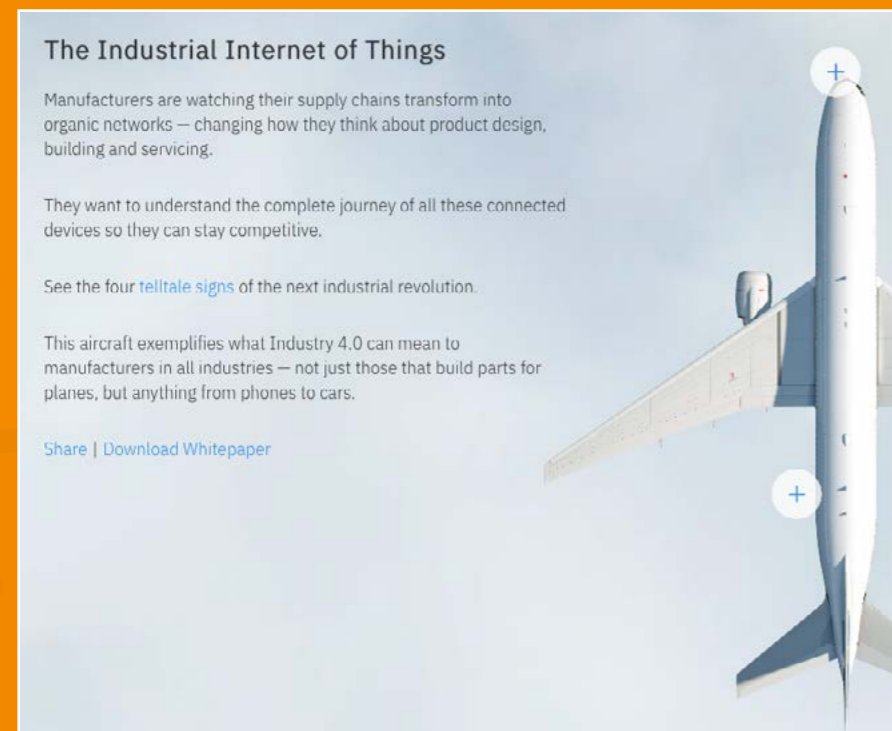 The Industrial Internet of Things
Manufacturers are watching their supply chains transform into
organic networks — changing how they think about product design,
building and servicing.
They want to understand the complete journey of all these connected
devices so they can stay competitive.
See the four telltale signs of the next industrial revolution.
This aircraft exemplifies what Industry 4.0 can mean to
manufacturers in all industries — not just those that build parts for
planes, but anything from phones to cars.
Share | Download Whitepaper